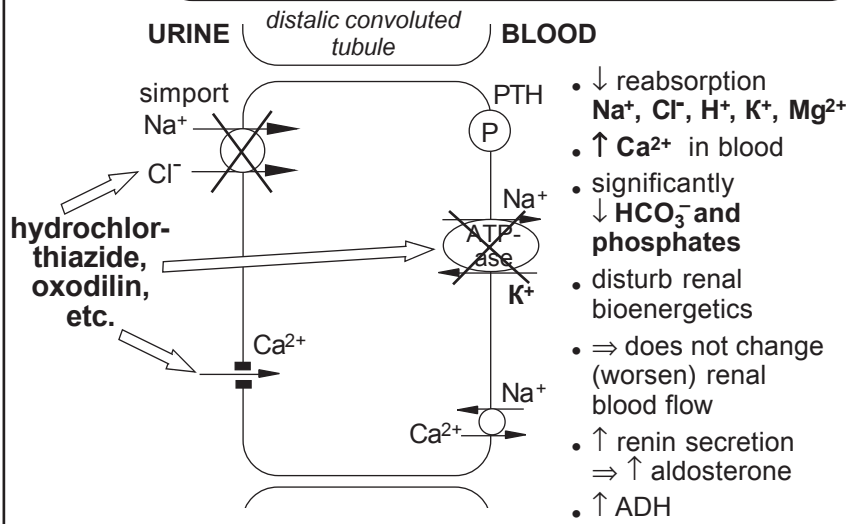 distalic convoluted
tubule
URINE
BLOOD
simport
Na⁺
Cl⁻
PTH
P
Na⁺
ATP-
ase
K⁺
hydrochlor-
thiazide,
oxodilin,
etc.
Ca²⁺
Na⁺
Ca²⁺
• ↓ reabsorption
Na⁺, Cl⁻, H⁺, K⁺, Mg²⁺
• ↑ Ca²⁺ in blood
• significantly
↓ HCO₃⁻ and
phosphates
• disturb renal
bioenergetics
• ⇒ does not change
(worsen) renal
blood flow
• ↑ renin secretion
⇒ ↑ aldosterone
• ↑ ADH